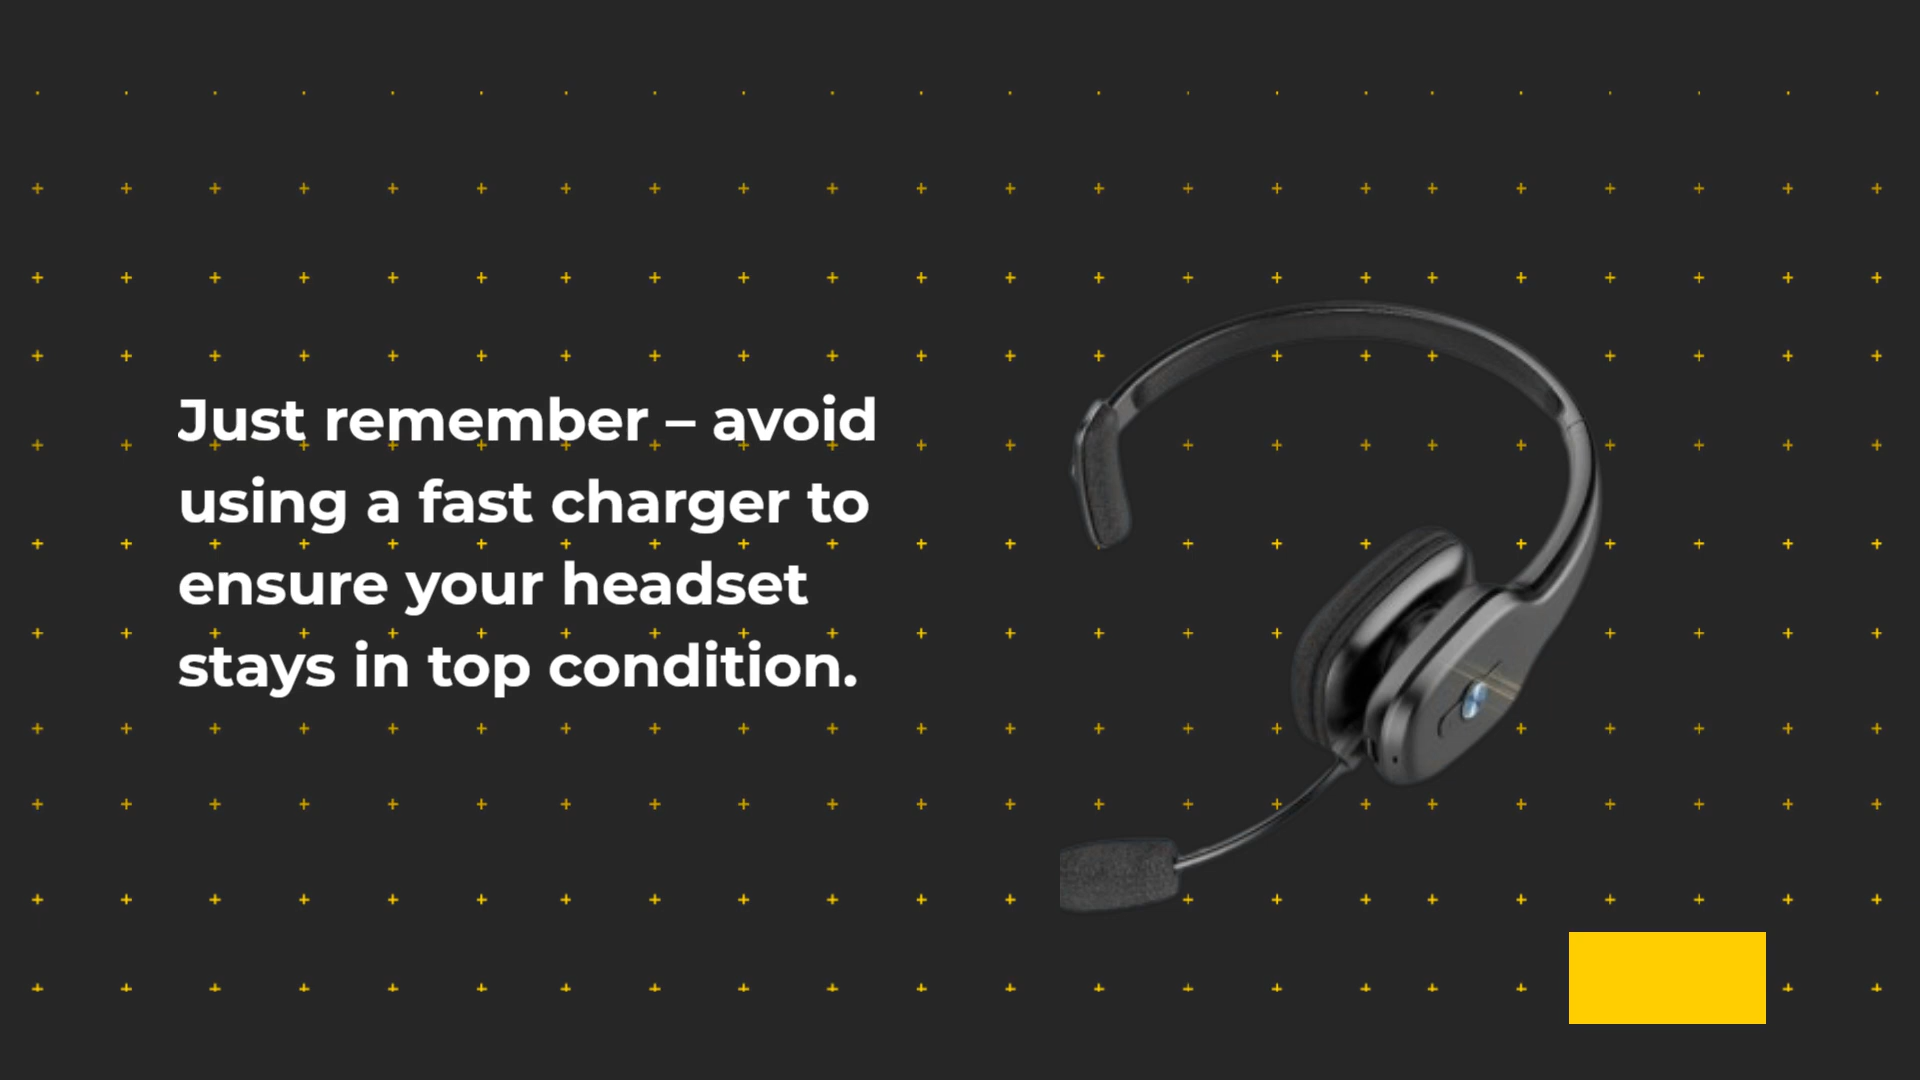 Just remember – avoid
using a fast charger to
ensure your headset
stays in top condition.